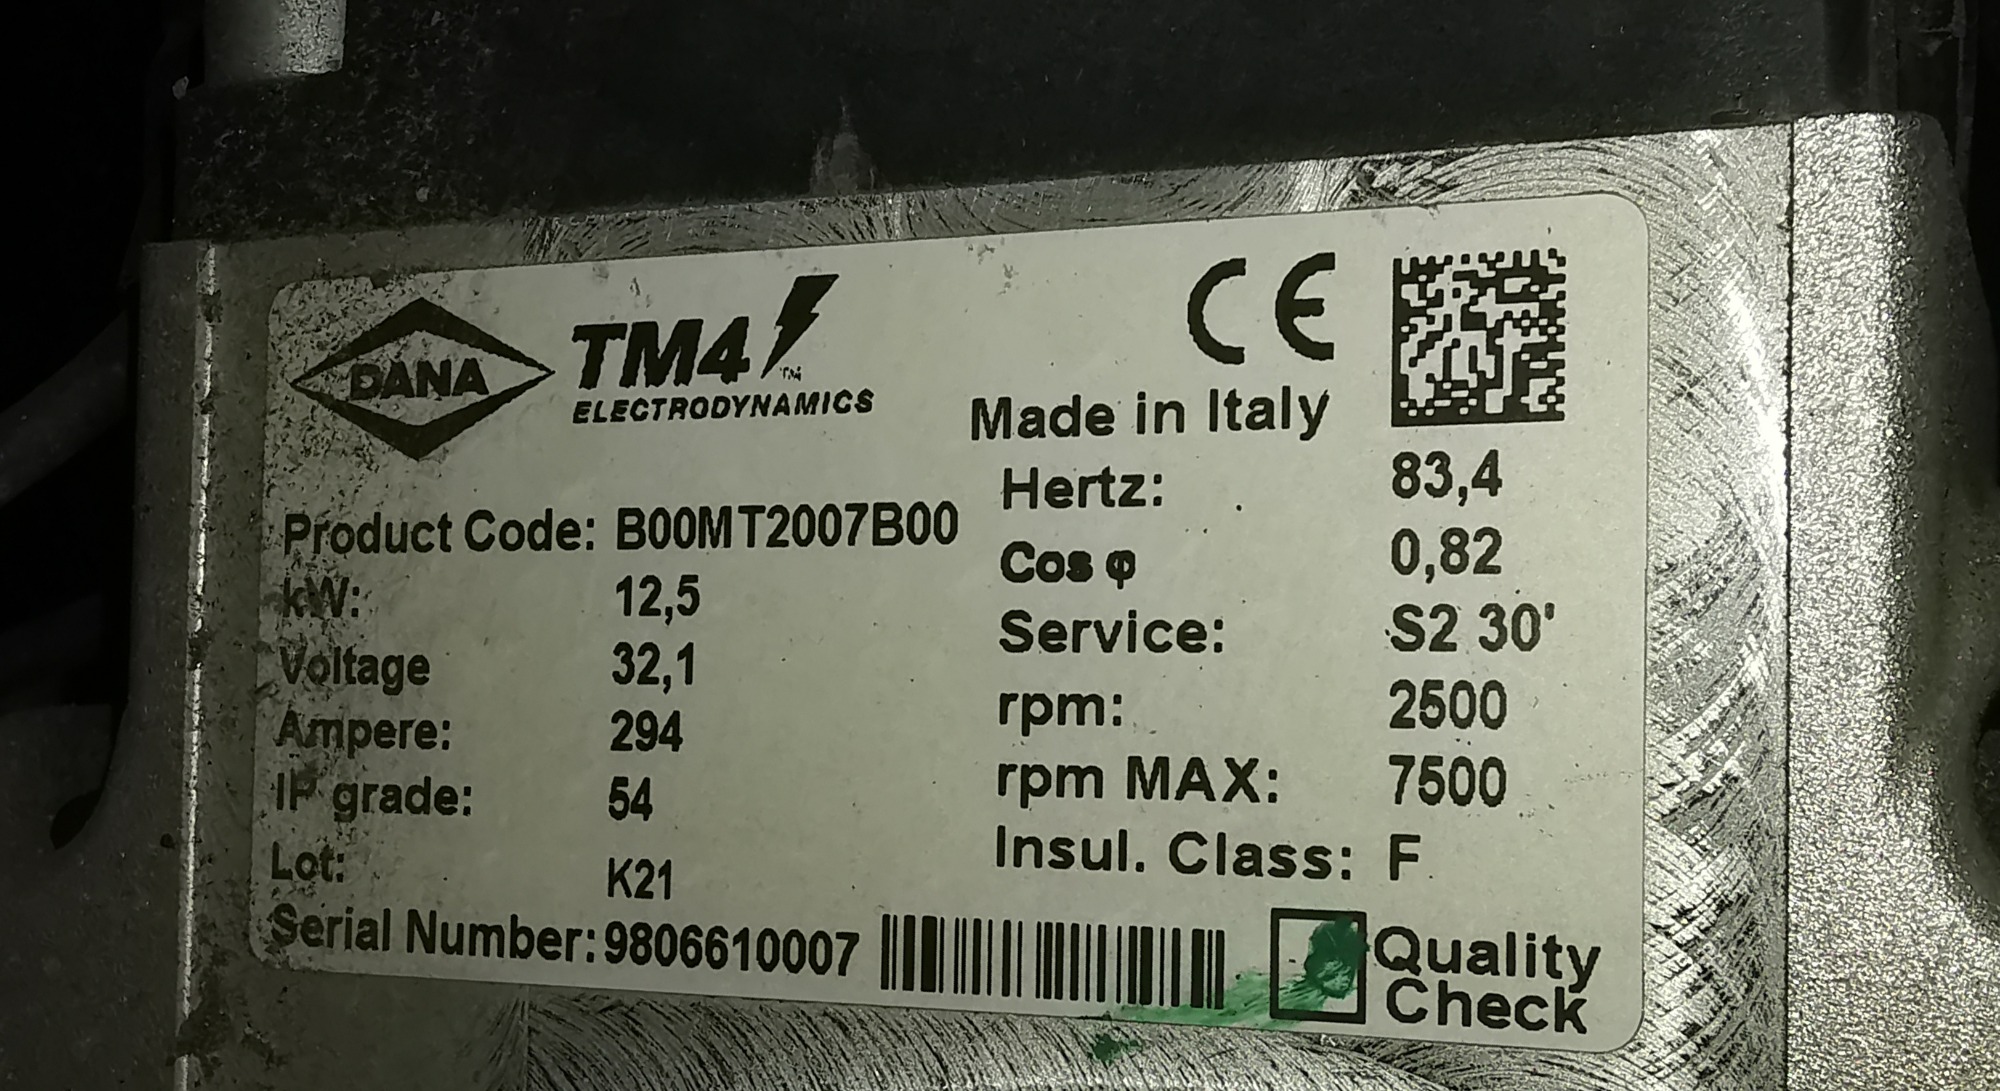 DANA
TM4
TM
ELECTRODYNAMICS
CE
Made in Italy
Product Code: B00MT2007B00
kW: 12,5
Voltage 32,1
Ampere: 294
IP grade: 54
Lot: K21
Serial Number: 9806610007
Hertz: 83,4
Cos φ 0,82
Service: S2 30'
rpm: 2500
rpm MAX: 7500
Insul. Class: F
Quality
Check